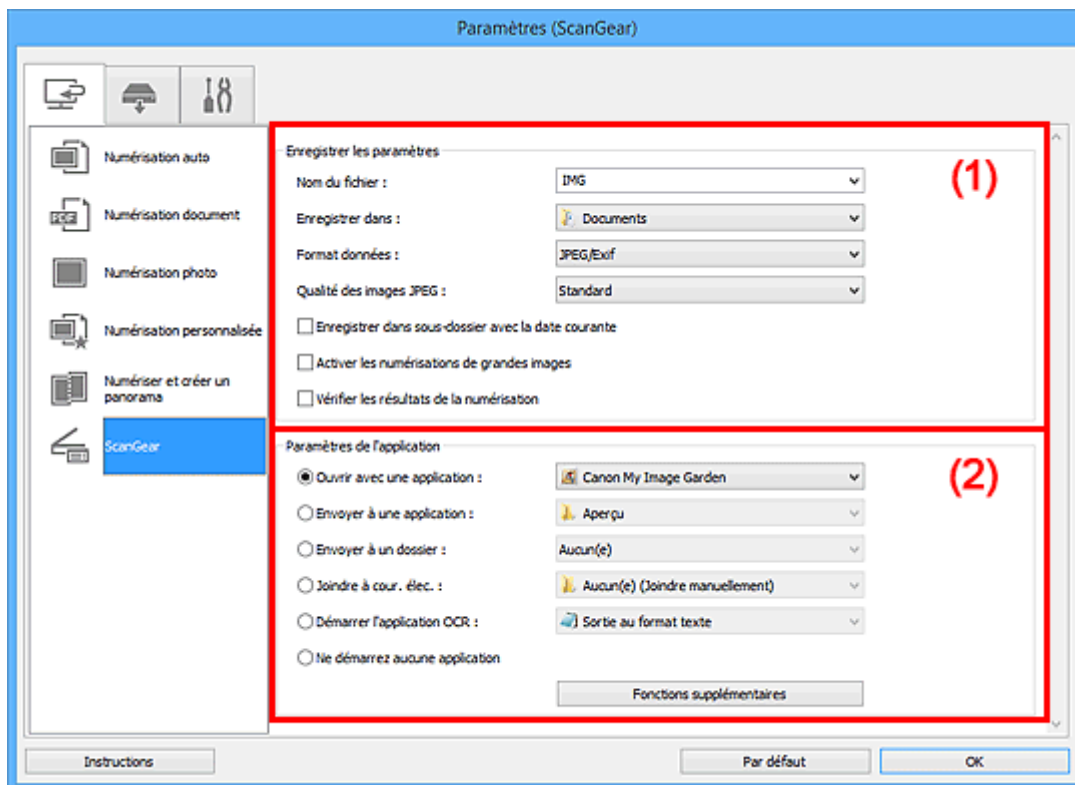 Paramètres (ScanGear)
Numérisation auto
Numérisation document
Numérisation photo
Numérisation personnalisée
Numériser et créer un
panorama
ScanGear
PDF
Enregistrer les paramètres
(1)
Nom du fichier : IMG
Enregistrer dans : Documents
Format données : JPEG/Exif
Qualité des images JPEG : Standard
Enregistrer dans sous-dossier avec la date courante
Activer les numérisations de grandes images
Vérifier les résultats de la numérisation
Paramètres de l'application
(2)
Ouvrir avec une application : Canon My Image Garden
Envoyer à une application : Aperçu
Envoyer à un dossier : Aucun(e)
Joindre à cour. élec. : Aucun(e) (Joindre manuellement)
Démarrer l'application OCR : Sortie au format texte
Ne démarrez aucune application
Fonctions supplémentaires
Instructions
Par défaut
OK